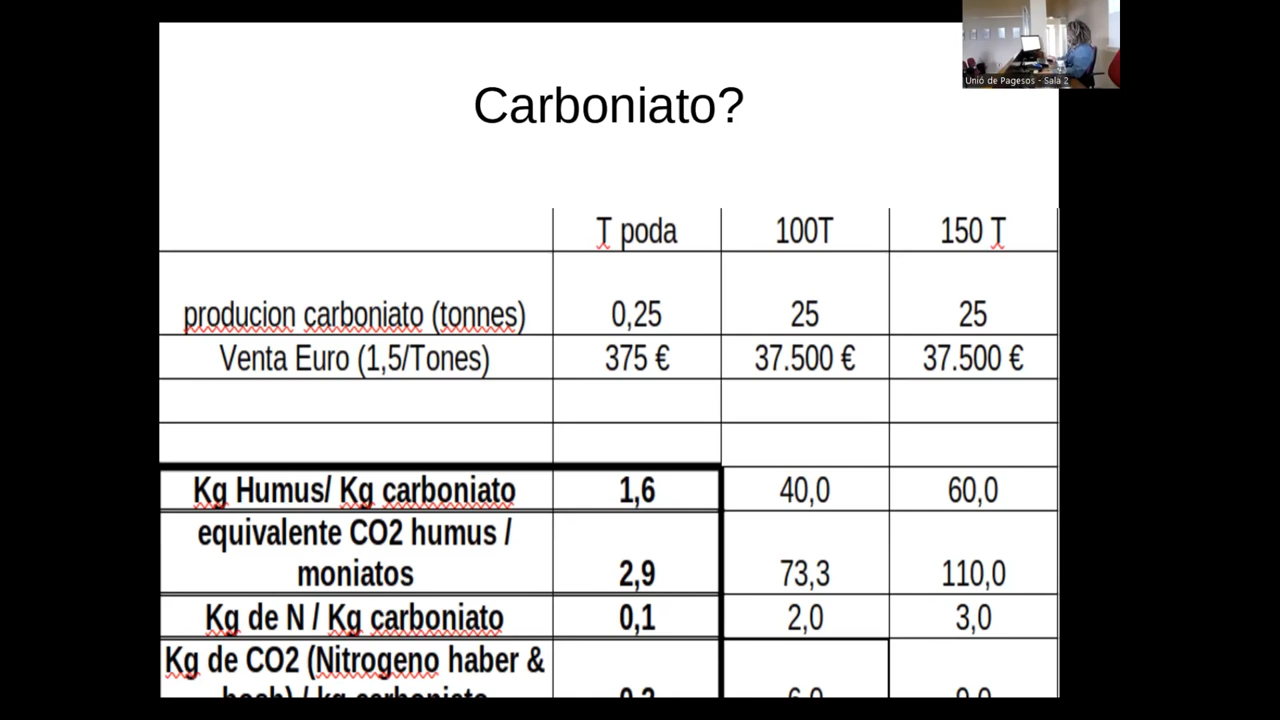 Unió de Pagesos - Sala 2
Carboniato?
T poda 100T 150 T
producion carboniato (tonnes) 0,25 25 25
Venta Euro (1,5/Tones) 375 € 37.500 € 37.500 €
Kg Humus/ Kg carboniato 1,6 40,0 60,0
equivalente CO2 humus /
moniatos 2,9 73,3 110,0
Kg de N / Kg carboniato 0,1 2,0 3,0
Kg de CO2 (Nitrogeno haber &